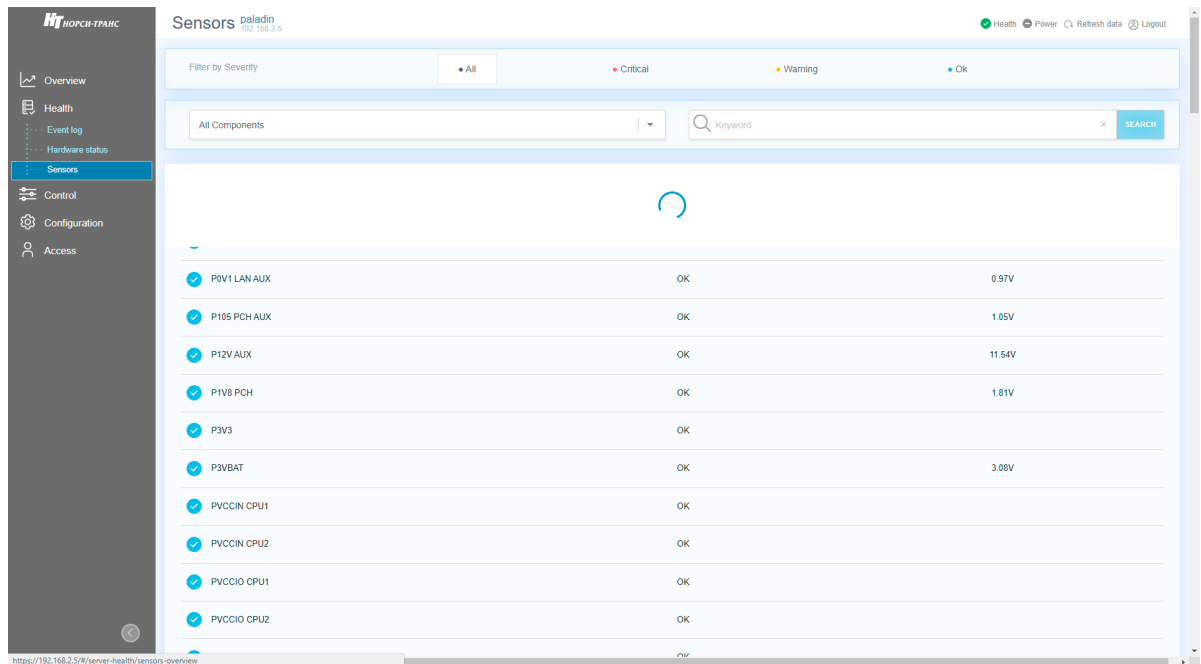 НТ НОРСИ-ТРАНС
Sensors paladin
192.168.2.5
Health Power Refresh data Logout
Overview
Health
Event log
Hardware status
Sensors
Control
Configuration
Access
Filter by Severity All Critical Warning Ok
All Components Keyword × SEARCH
P0V1 LAN AUX OK 0.97V
P105 PCH AUX OK 1.05V
P12V AUX OK 11.54V
P1V8 PCH OK 1.81V
P3V3 OK
P3VBAT OK 3.08V
PVCCIN CPU1 OK
PVCCIN CPU2 OK
PVCCIO CPU1 OK
PVCCIO CPU2 OK
OK
https://192.168.2.5/#/server-health/sensors-overview